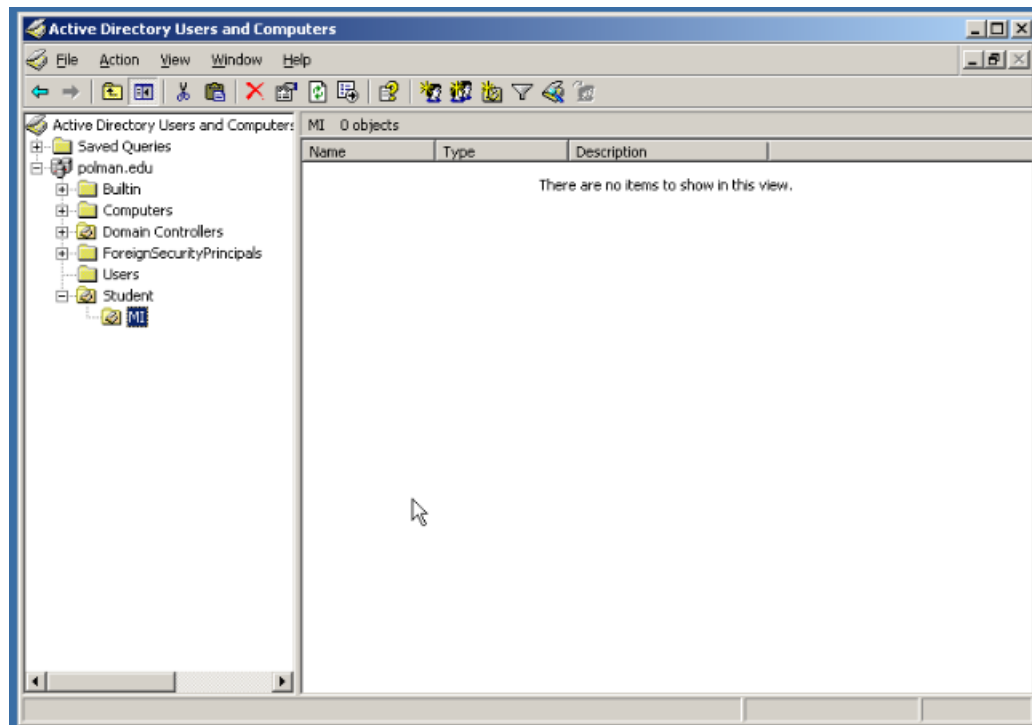 Active Directory Users and Computers
File Action View Window Help
Active Directory Users and Computers
MI 0 objects
Saved Queries
Name Type Description
polman.edu
There are no items to show in this view.
Builtin
Computers
Domain Controllers
ForeignSecurityPrincipals
Users
Student
MI